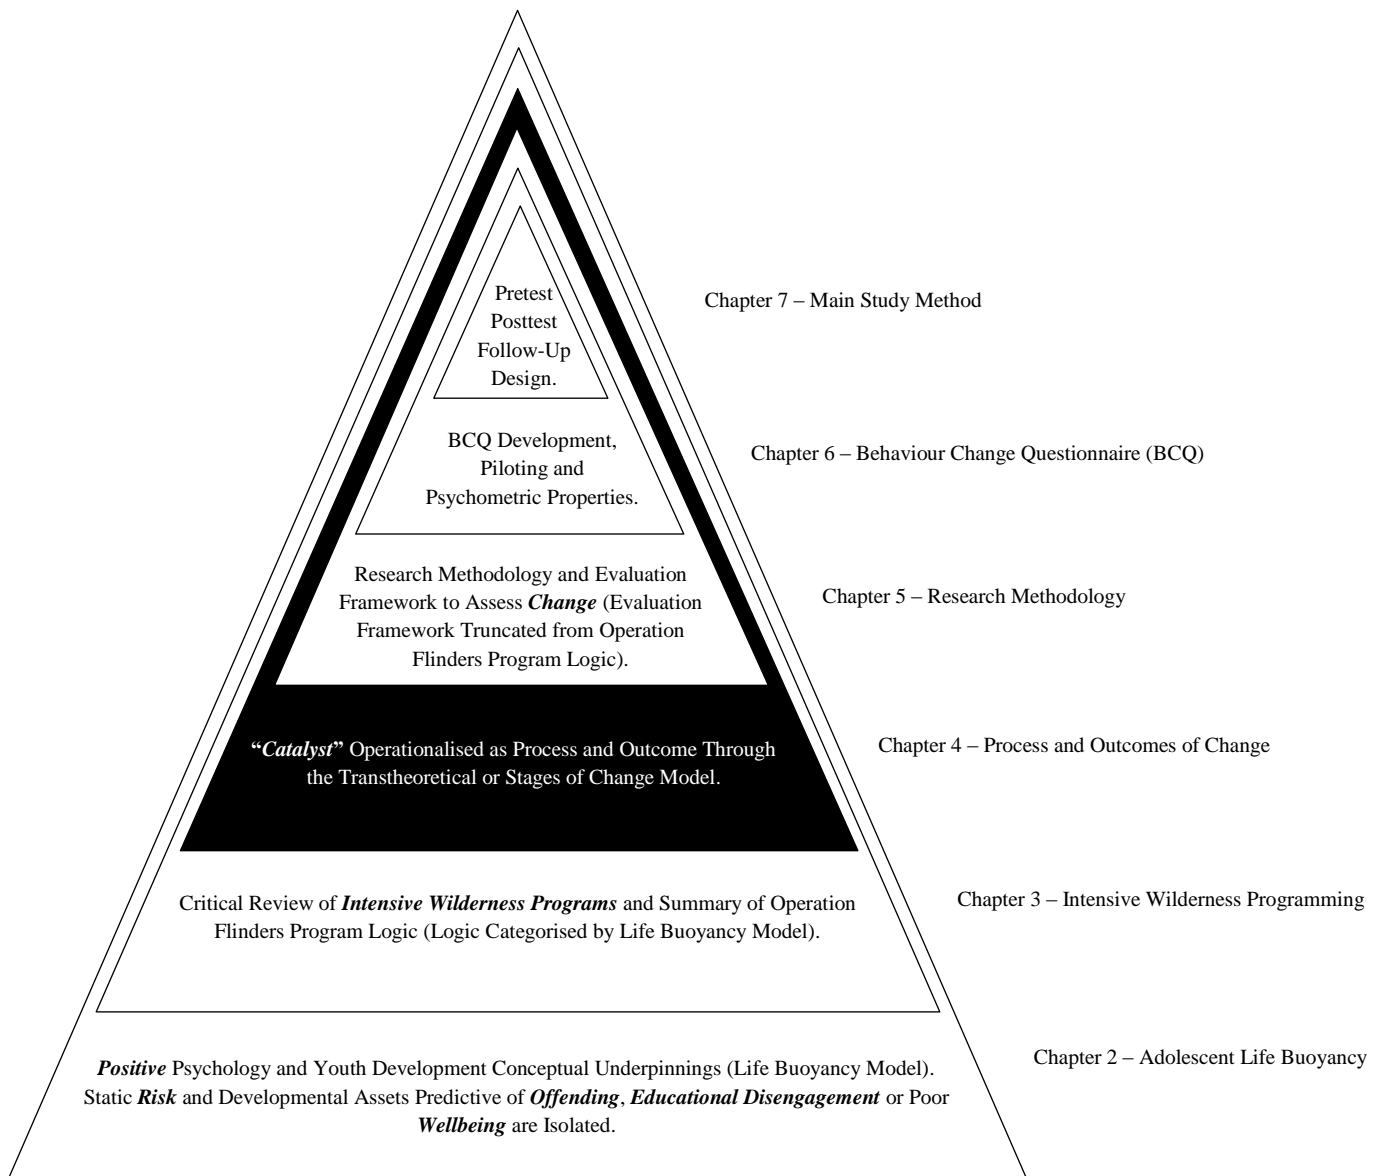 Pretest
Posttest
Follow-Up
Design.
Chapter 7 – Main Study Method
BCQ Development,
Piloting and
Psychometric Properties.
Chapter 6 – Behaviour Change Questionnaire (BCQ)
Research Methodology and Evaluation
Framework to Assess Change (Evaluation
Framework Truncated from Operation
Flinders Program Logic).
Chapter 5 – Research Methodology
“Catalyst” Operationalised as Process and Outcome Through
the Transtheoretical or Stages of Change Model.
Chapter 4 – Process and Outcomes of Change
Critical Review of Intensive Wilderness Programs and Summary of Operation
Flinders Program Logic (Logic Categorised by Life Buoyancy Model).
Chapter 3 – Intensive Wilderness Programming
Positive Psychology and Youth Development Conceptual Underpinnings (Life Buoyancy Model).
Static Risk and Developmental Assets Predictive of Offending, Educational Disengagement or Poor
Wellbeing are Isolated.
Chapter 2 – Adolescent Life Buoyancy